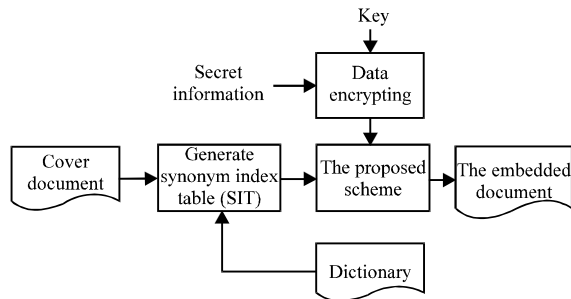 Key
Secret
information
Data
encrypting
Cover
document
Generate
synonym index
table (SIT)
The proposed
scheme
The embedded
document
Dictionary